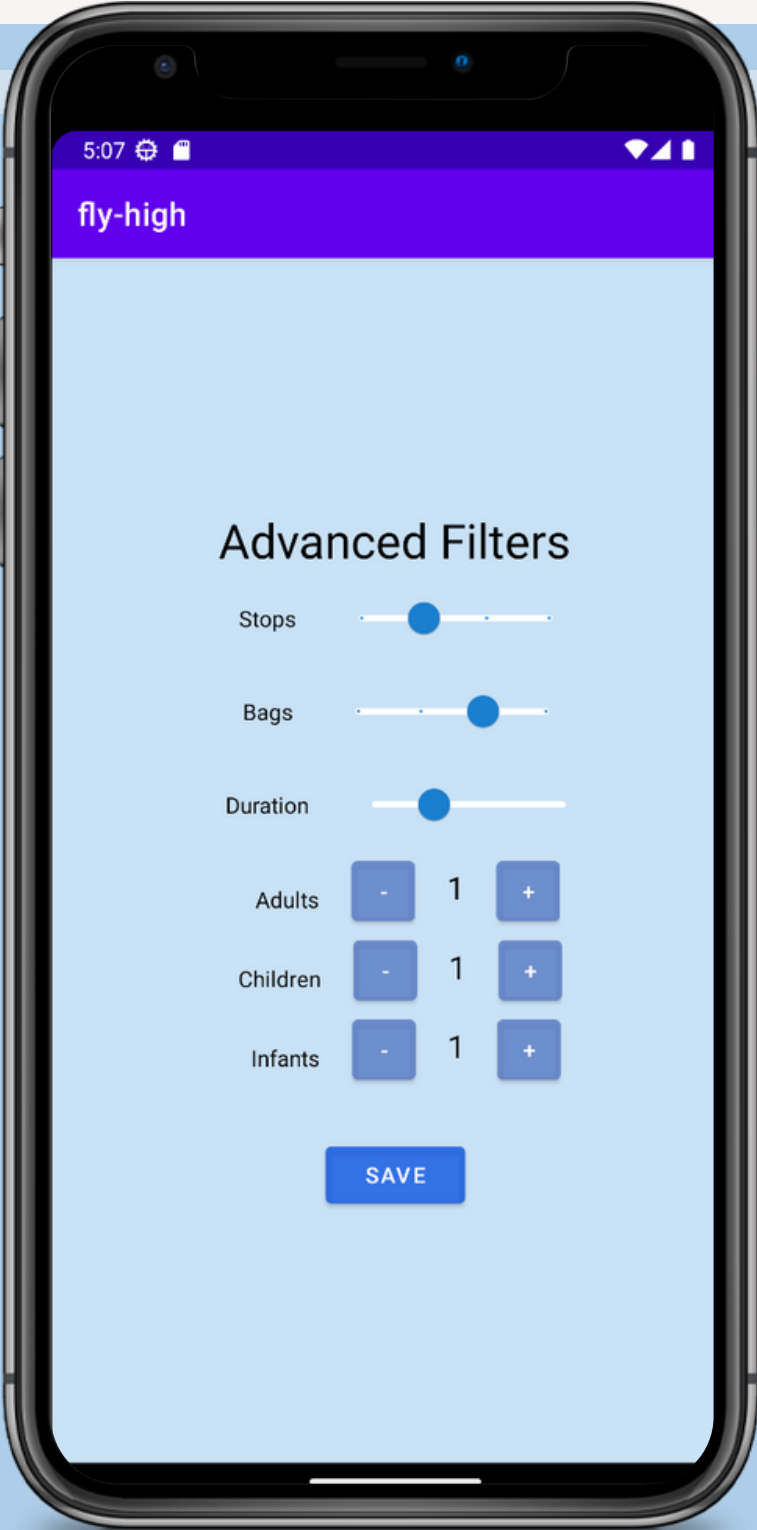 5:07
fly-high
Advanced Filters
Stops
Bags
Duration
Adults - 1 +
Children - 1 +
Infants - 1 +
SAVE